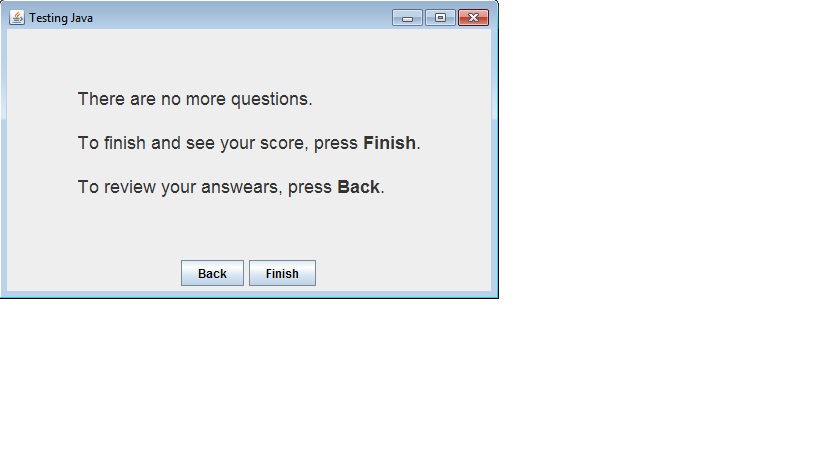 Testing Java
There are no more questions.
To finish and see your score, press Finish.
To review your answears, press Back.
Back
Finish